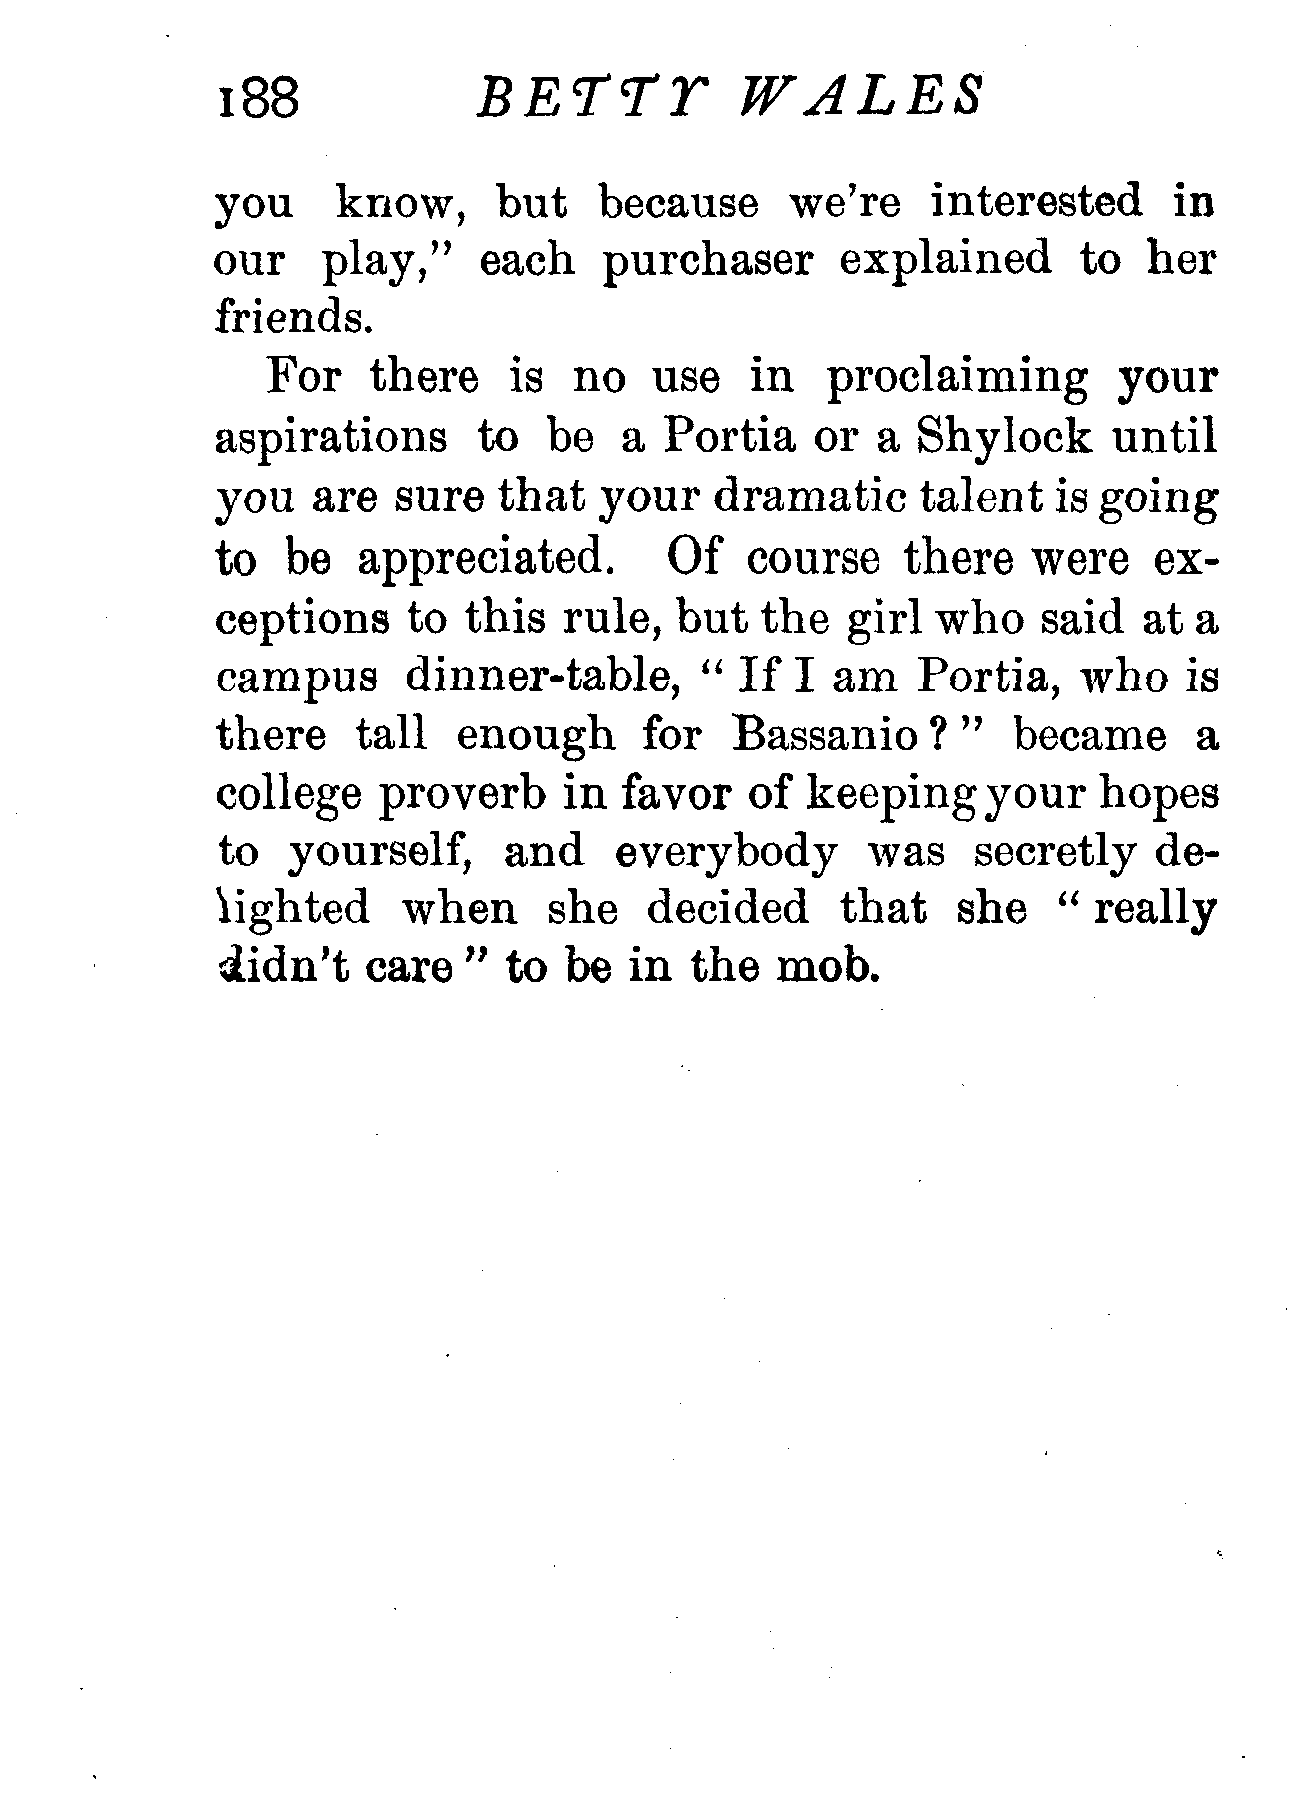 188 BETTY WALES
you know, but because we're interested in
our play," each purchaser explained to her
friends.
For there is no use in proclaiming your
aspirations to be a Portia or a Shylock until
you are sure that your dramatic talent is going
to be appreciated. Of course there were ex-
ceptions to this rule, but the girl who said at a
campus dinner-table, " If I am Portia, who is
there tall enough for Bassanio ? " became a
college proverb in favor of keeping your hopes
to yourself, and everybody was secretly de-
lighted when she decided that she " really
didn't care " to be in the mob.